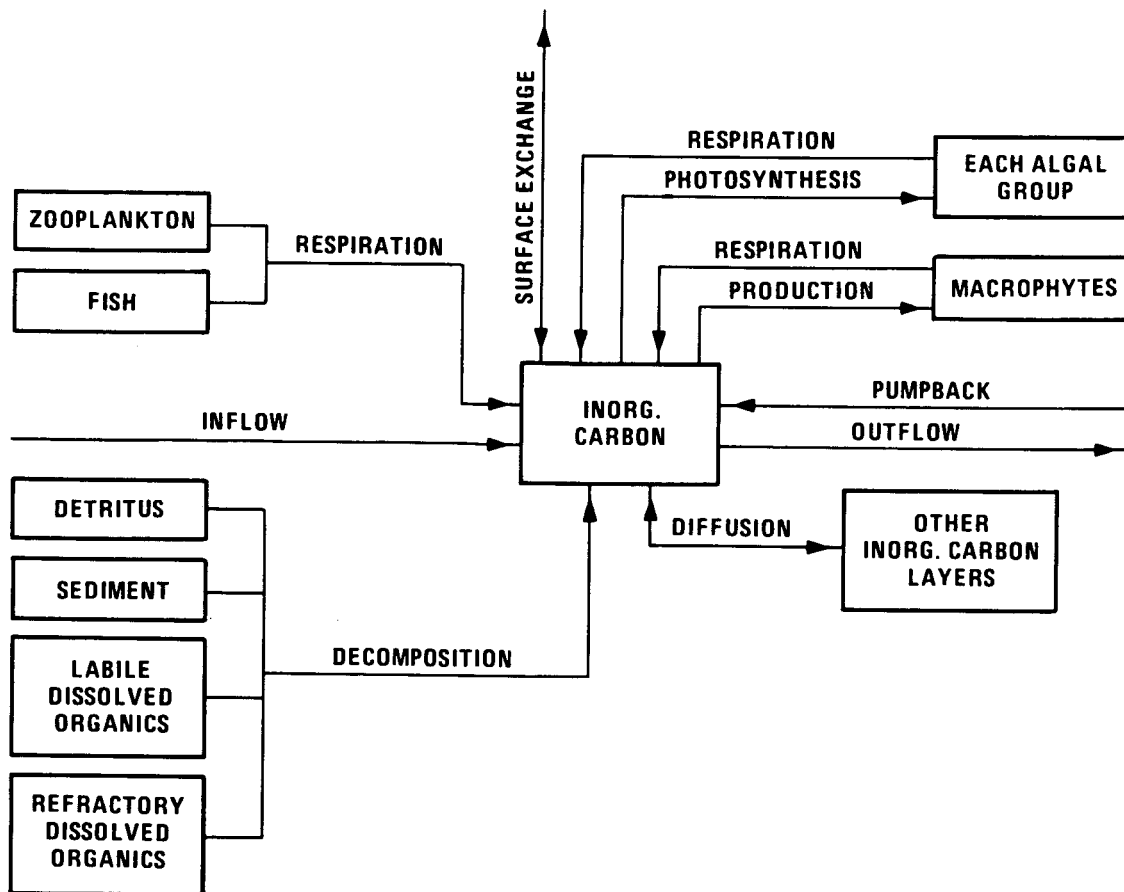 SURFACE EXCHANGE
RESPIRATION
PHOTOSYNTHESIS
EACH ALGAL
GROUP
ZOOPLANKTON
FISH
RESPIRATION
RESPIRATION
PRODUCTION
MACROPHYTES
INFLOW
INORG.
CARBON
PUMPBACK
OUTFLOW
DETRITUS
SEDIMENT
LABILE
DISSOLVED
ORGANICS
REFRACTORY
DISSOLVED
ORGANICS
DECOMPOSITION
DIFFUSION
OTHER
INORG. CARBON
LAYERS